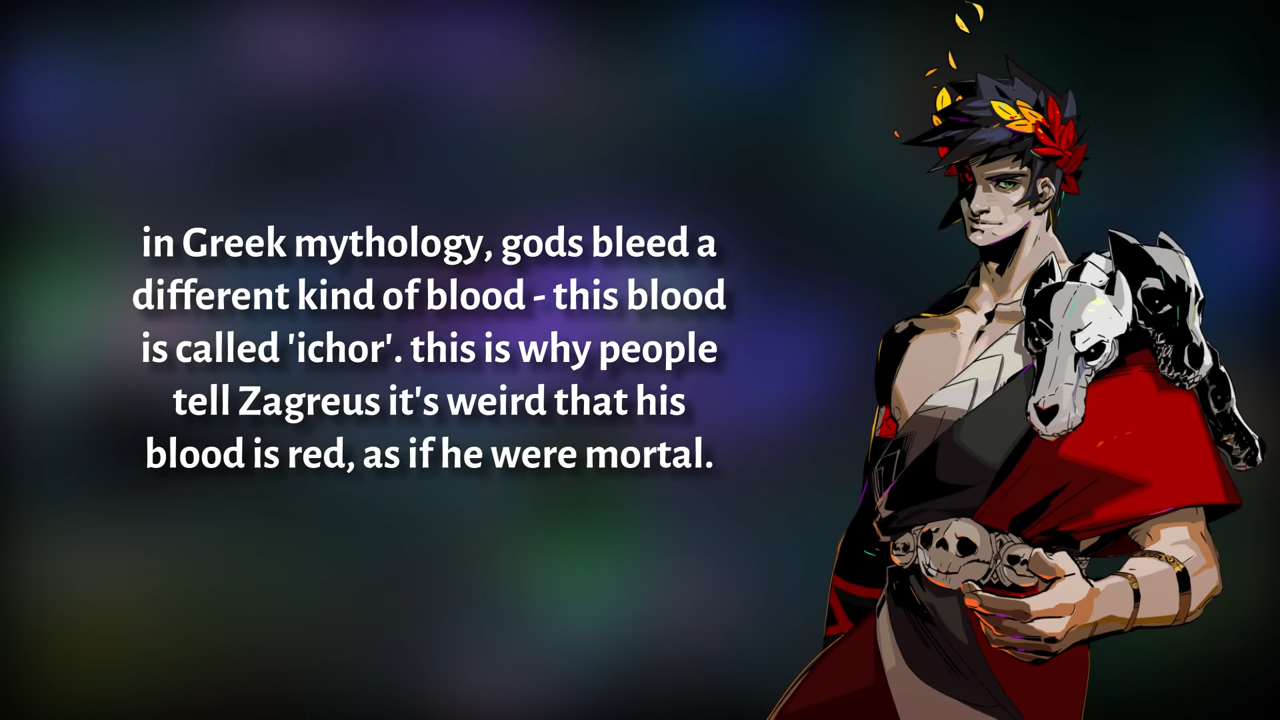 in Greek mythology, gods bleed a
different kind of blood - this blood
is called 'ichor'. this is why people
tell Zagreus it's weird that his
blood is red, as if he were mortal.